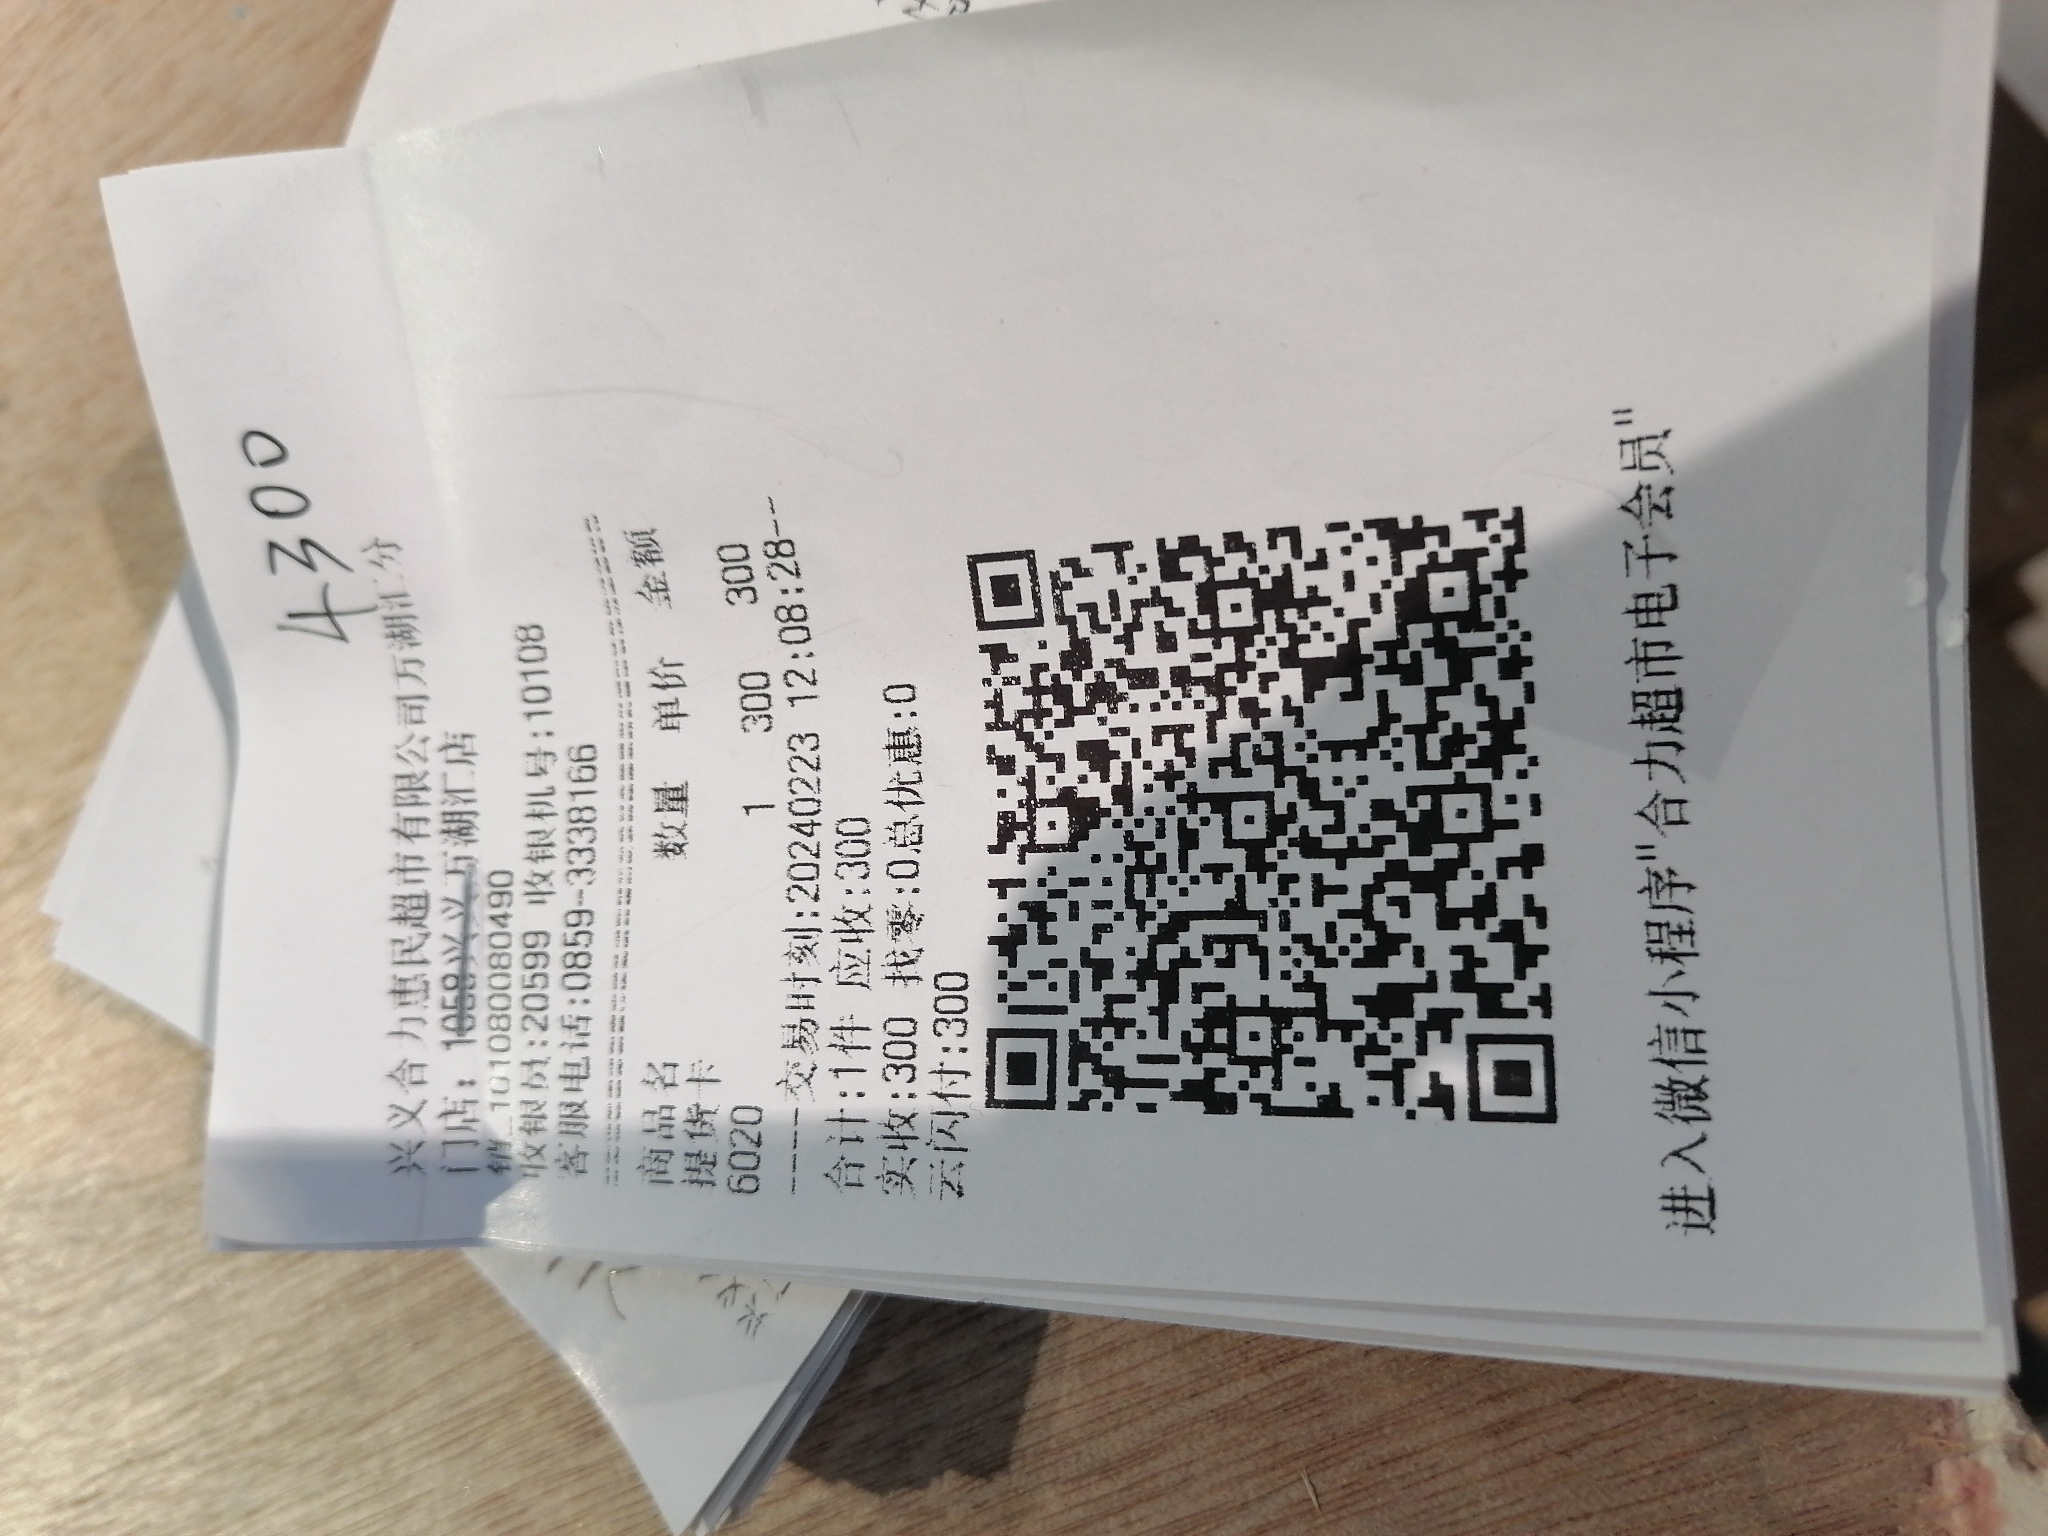 4300
兴义合力惠民超市有限公司万湖汇分
门店: 1058兴义万湖汇店
销 1010800080490
收银员:20599 收银机号:10108
客服电话:0859-3338166
商品名 数量 单价 金额
提货卡
6020 1 300 300
----交易时刻:20240223 12:08:28--
合计:1件 应收:300
实收:300 找零:0总优惠:0
云闪付:300
进入微信小程序"合力超市电子会员"